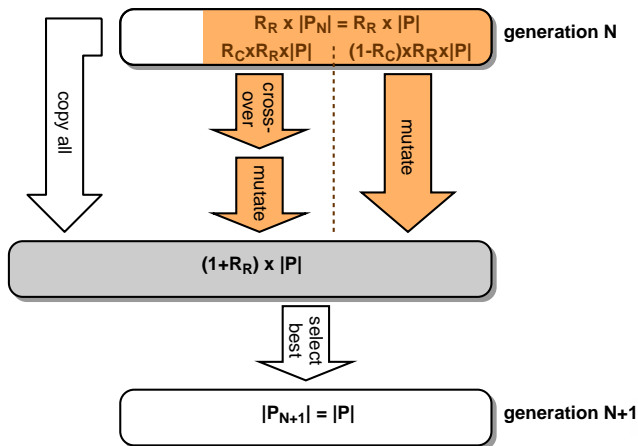 R_R x |P_N| = R_R x |P|
generation N
R_CxR_Rx|P|
(1-R_C)xR_Rx|P|
copy all
cross-
over
mutate
mutate
(1+R_R) x |P|
select
best
|P_N+1| = |P|
generation N+1